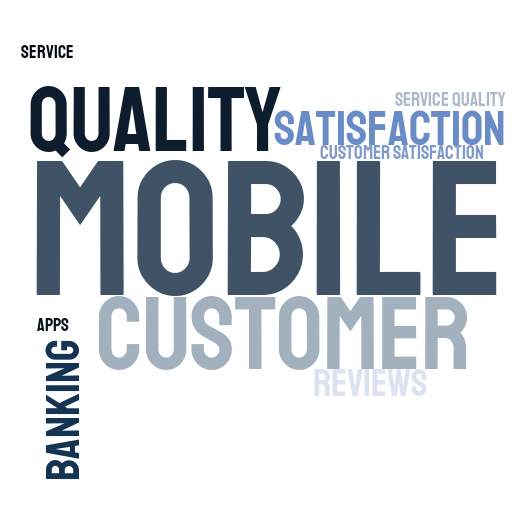 SERVICE
QUALITY
SERVICE QUALITY
SATISFACTION
CUSTOMER SATISFACTION
MOBILE
CUSTOMER
APPS
REVIEWS
BANKING